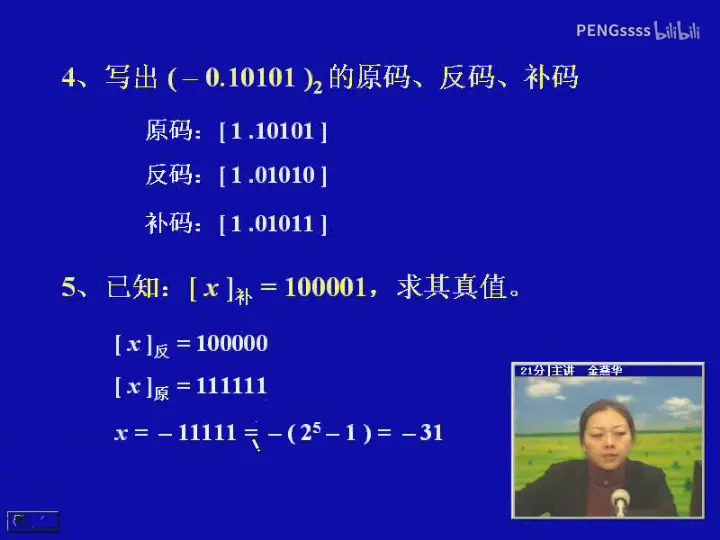 PENGssss bilibili
4、写出 ( – 0.10101 )2 的原码、反码、补码
原码：[ 1 .10101 ]
反码：[ 1 .01010 ]
补码：[ 1 .01011 ]
5、已知：[ x ]补 = 100001，求其真值。
[ x ]反 = 100000
[ x ]原 = 111111
x = – 11111 = – ( 2⁵ – 1 ) = – 31
21分 主讲 金燕华